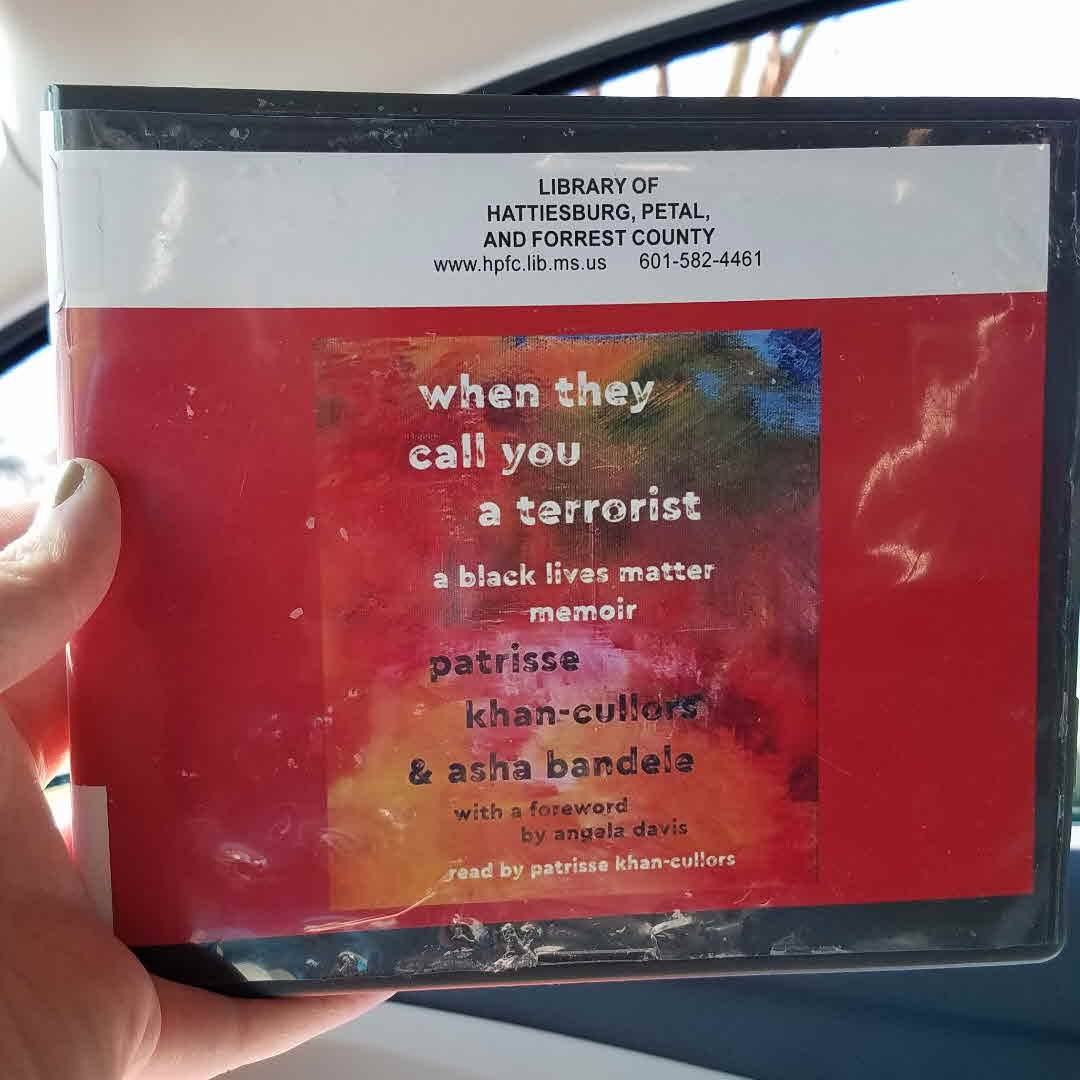 LIBRARY OF
HATTIESBURG, PETAL,
AND FORREST COUNTY
www.hpfc.lib.ms.us 601-582-4461
when they
call you
a terrorist
a black lives matter
memoir
patrisse
khan-cullors
& asha bandele
with a foreword
by angela davis
read by patrisse khan-cullors